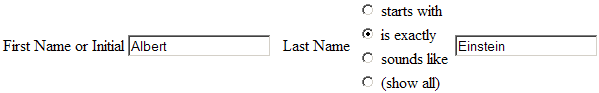 starts with
is exactly
First Name or Initial Albert Last Name Einstein
sounds like
(show all)